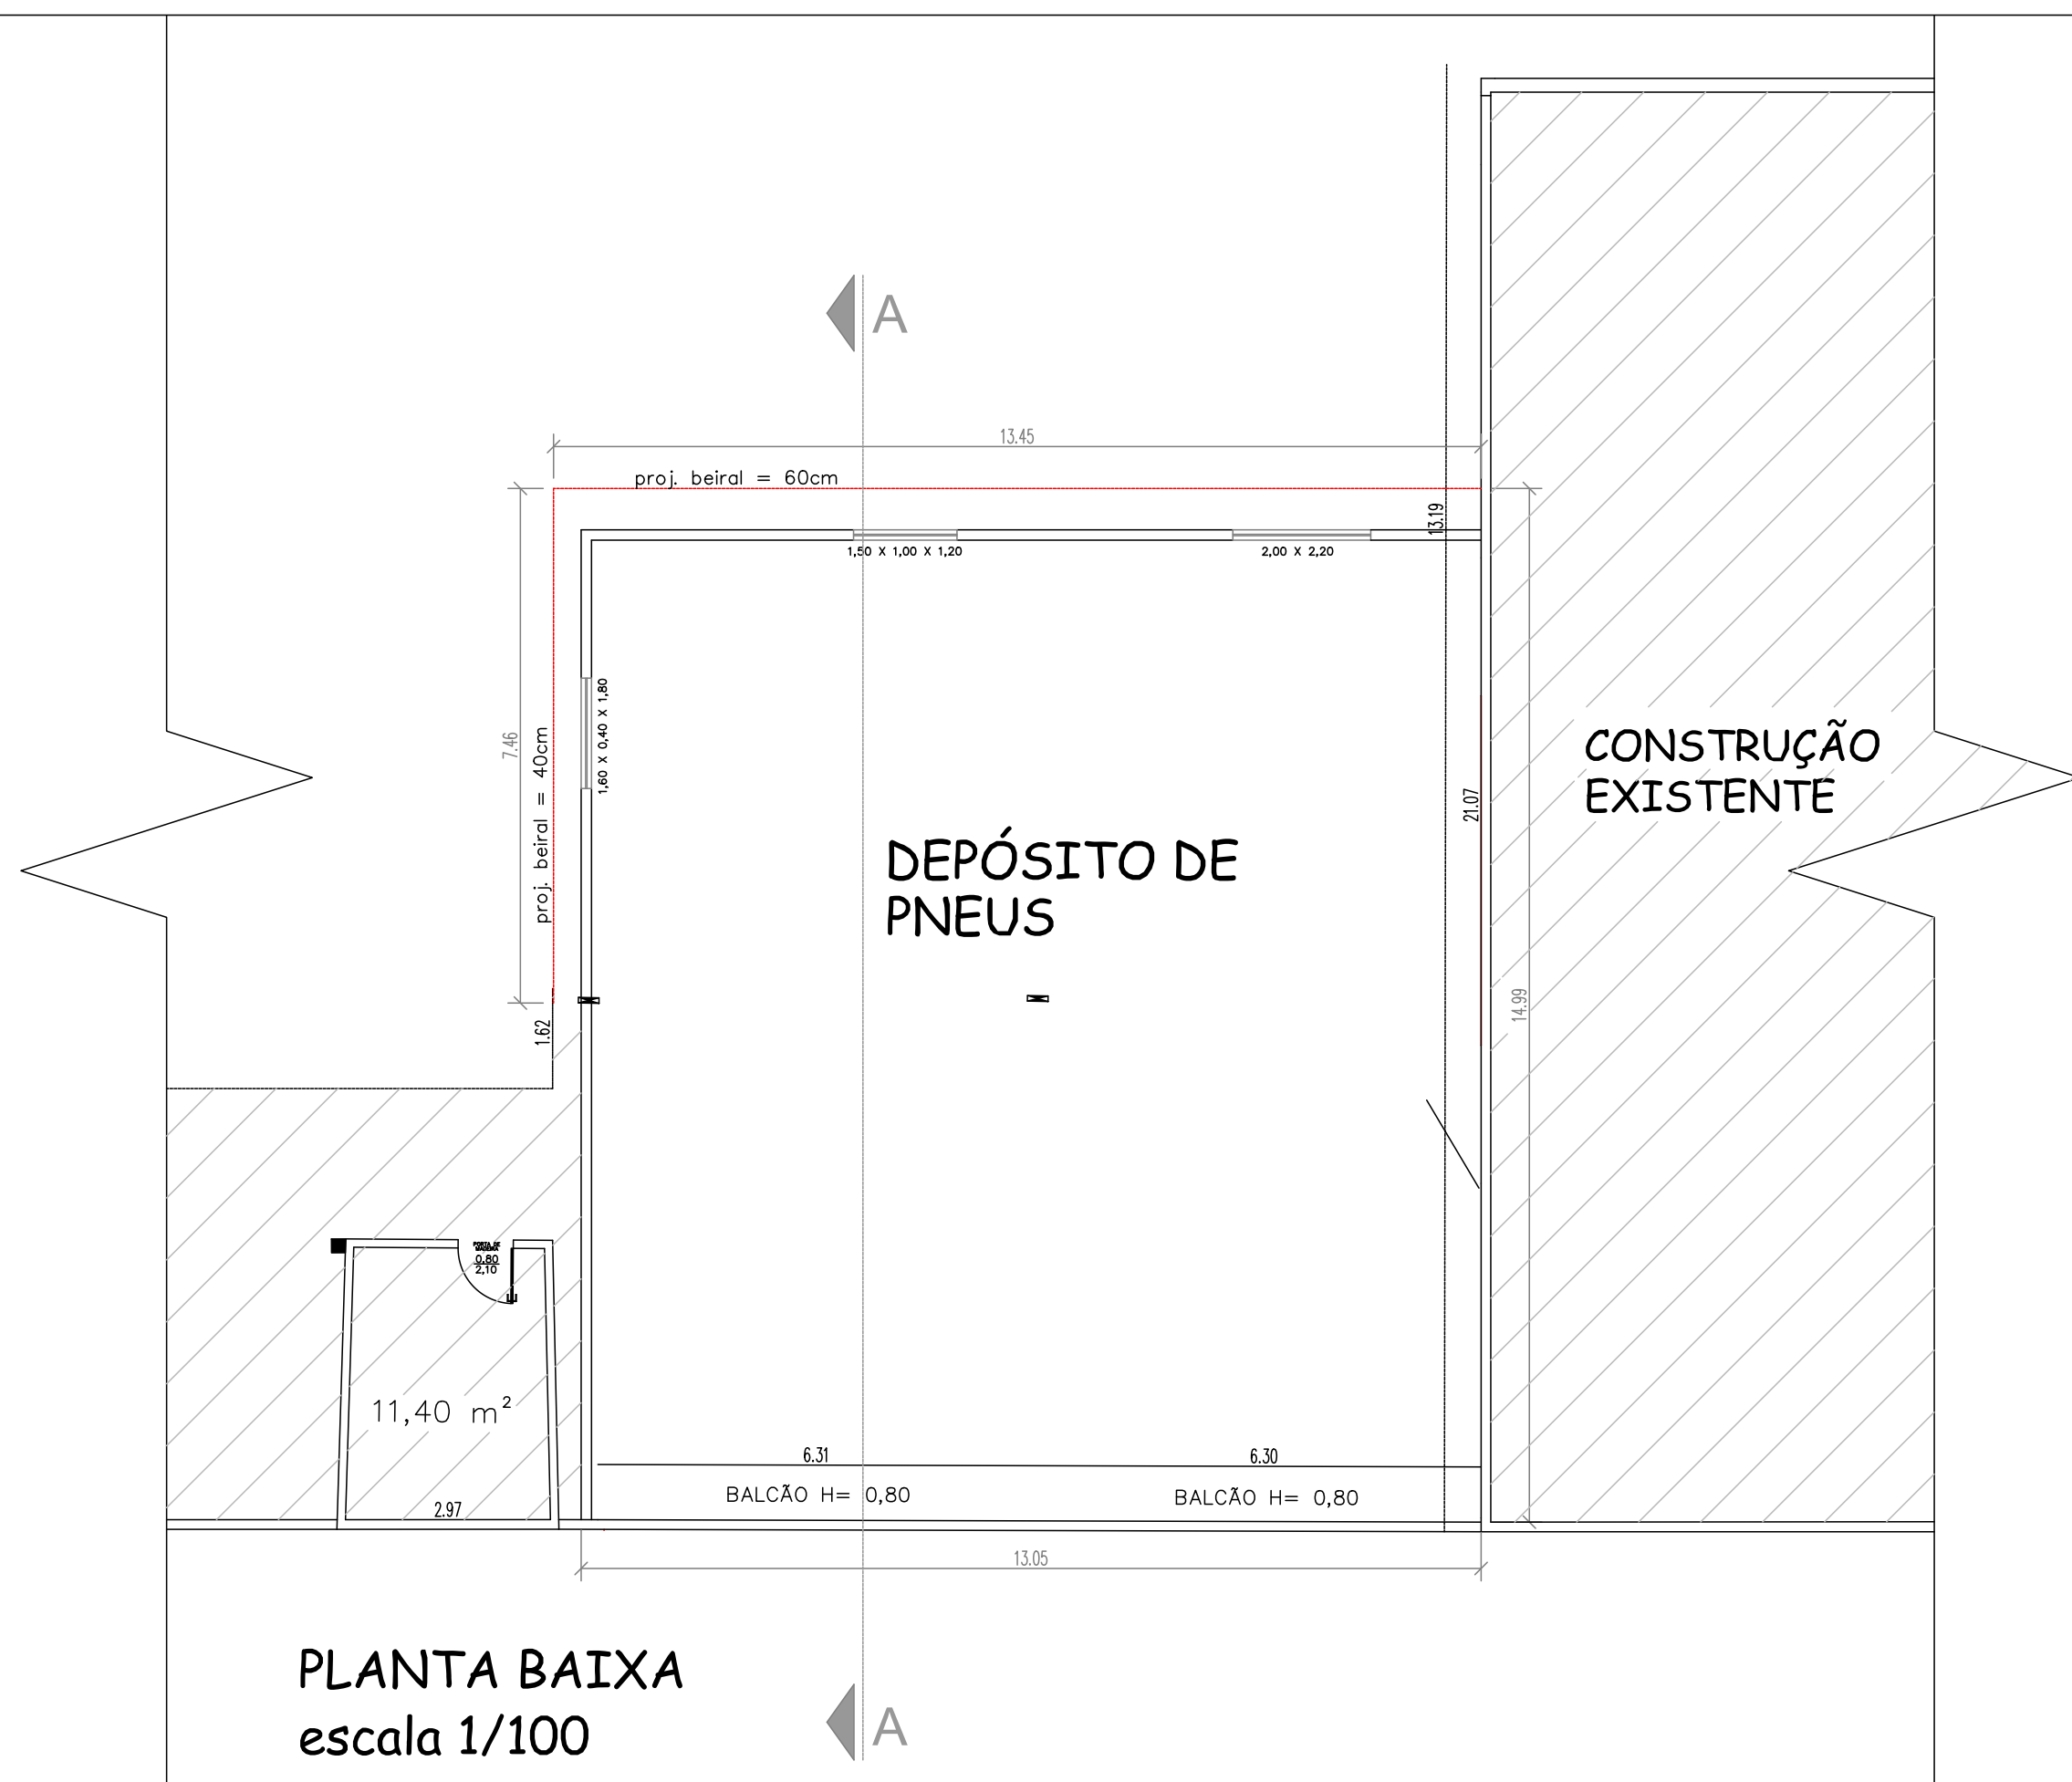 A
13.45
proj. beiral = 60cm
13.19
1,50 X 1,00 X 1,20
2,00 X 2,20
1,60 X 0,40 X 1,80
7.46
proj. beiral = 40cm
CONSTRUÇÃO
EXISTENTE
21.07
DEPÓSITO DE
PNEUS
14.99
1.62
PORTA DE
MADEIRA
0.80
2,10
11,40 m²
6.31
6.30
BALCÃO H= 0,80
BALCÃO H= 0,80
2.97
13.05
PLANTA BAIXA
escala 1/100
A